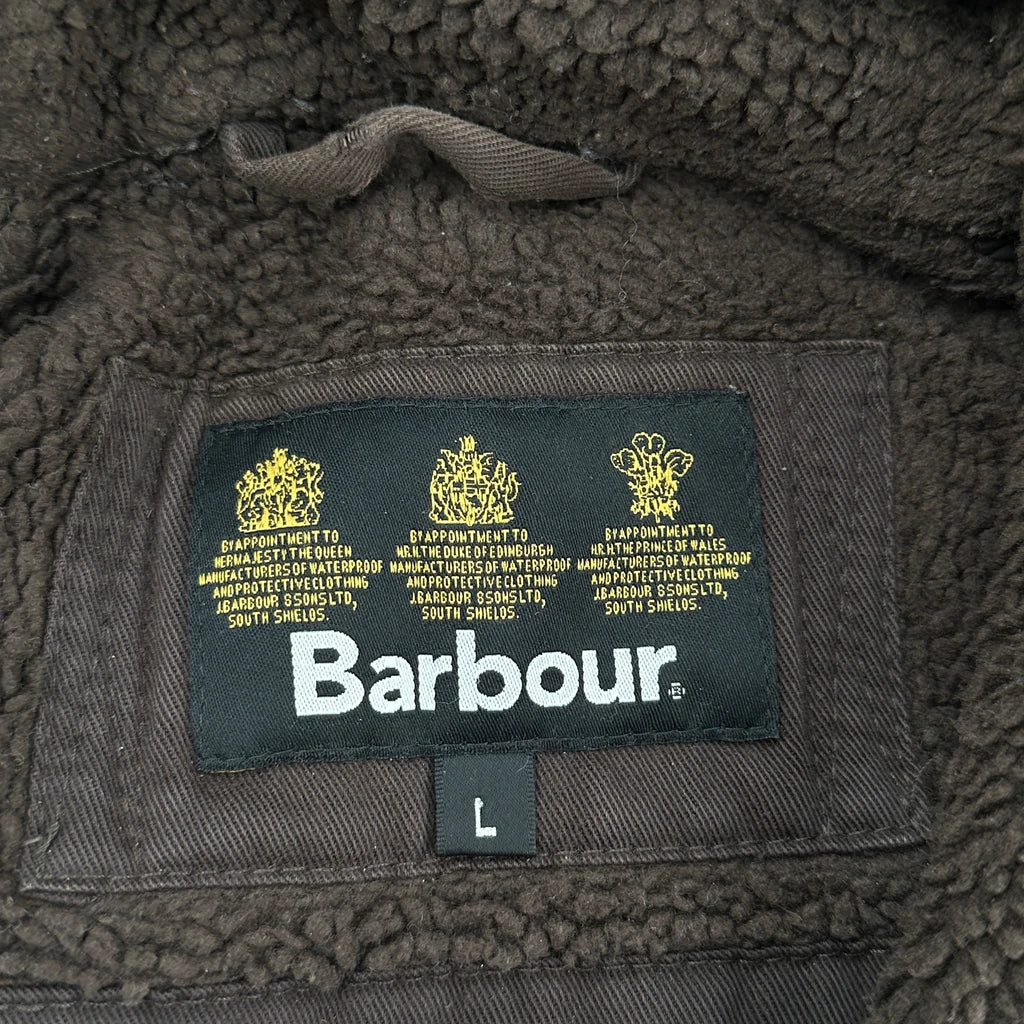 BY APPOINTMENT TO
HER MAJESTY THE QUEEN
MANUFACTURERS OF WATERPROOF
AND PROTECTIVE CLOTHING
J.BARBOUR & SONS LTD,
SOUTH SHIELDS.
BY APPOINTMENT TO
H.R.H. THE DUKE OF EDINBURGH
MANUFACTURERS OF WATERPROOF
AND PROTECTIVE CLOTHING
J.BARBOUR & SONS LTD,
SOUTH SHIELDS.
BY APPOINTMENT TO
H.R.H. THE PRINCE OF WALES
MANUFACTURERS OF WATERPROOF
AND PROTECTIVE CLOTHING
J.BARBOUR & SONS LTD,
SOUTH SHIELDS.
Barbour®
L